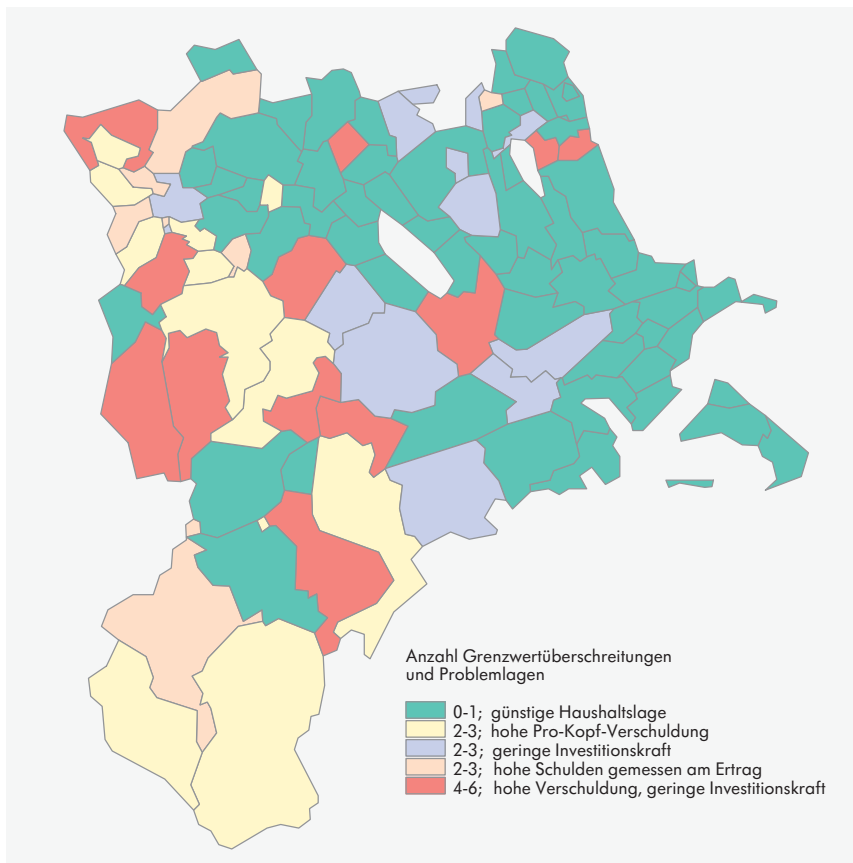 Anzahl Grenzwertüberschreitungen
und Problemlagen
0-1; günstige Haushaltslage
2-3; hohe Pro-Kopf-Verschuldung
2-3; geringe Investitionskraft
2-3; hohe Schulden gemessen am Ertrag
4-6; hohe Verschuldung, geringe Investitionskraft